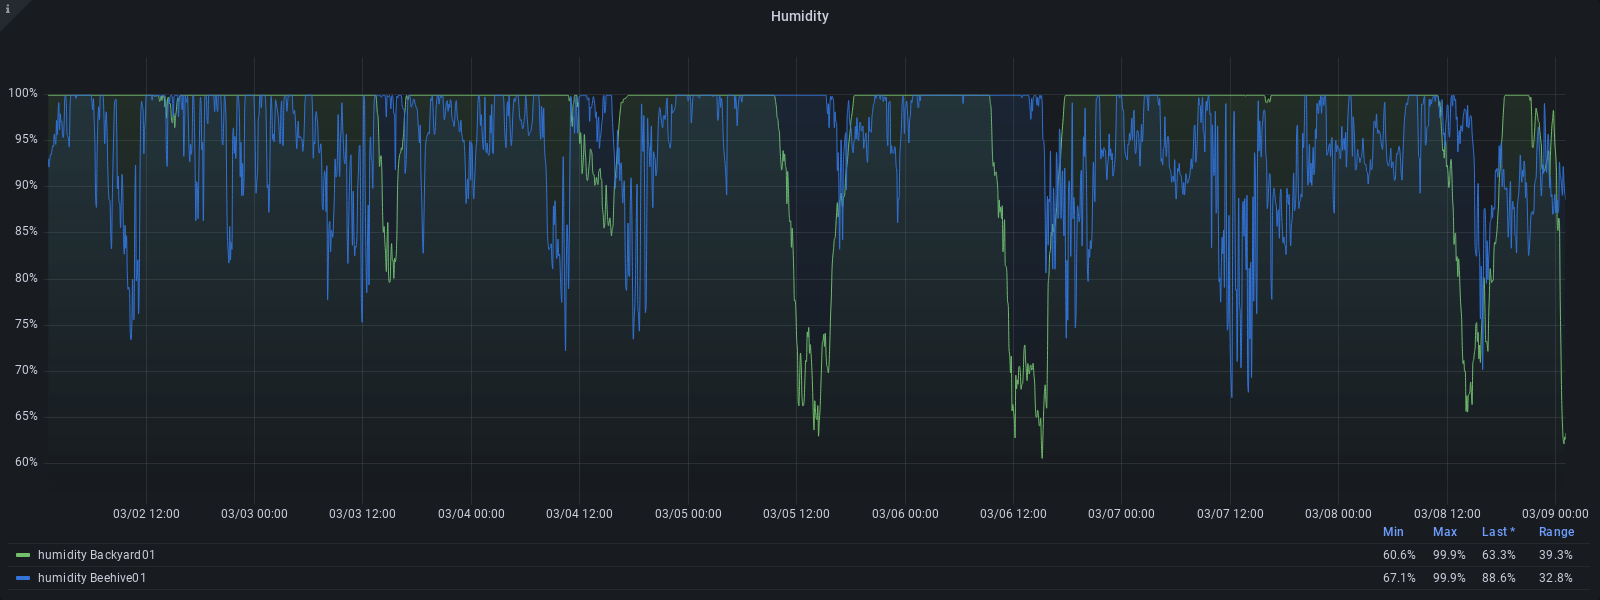 i
Humidity
100%
95%
90%
85%
80%
75%
70%
65%
60%
03/02 12:00 03/03 00:00 03/03 12:00 03/04 00:00 03/04 12:00 03/05 00:00 03/05 12:00 03/06 00:00 03/06 12:00 03/07 00:00 03/07 12:00 03/08 00:00 03/08 12:00 03/09 00:00
Min Max Last * Range
humidity Backyard01 60.6% 99.9% 63.3% 39.3%
humidity Beehive01 67.1% 99.9% 88.6% 32.8%